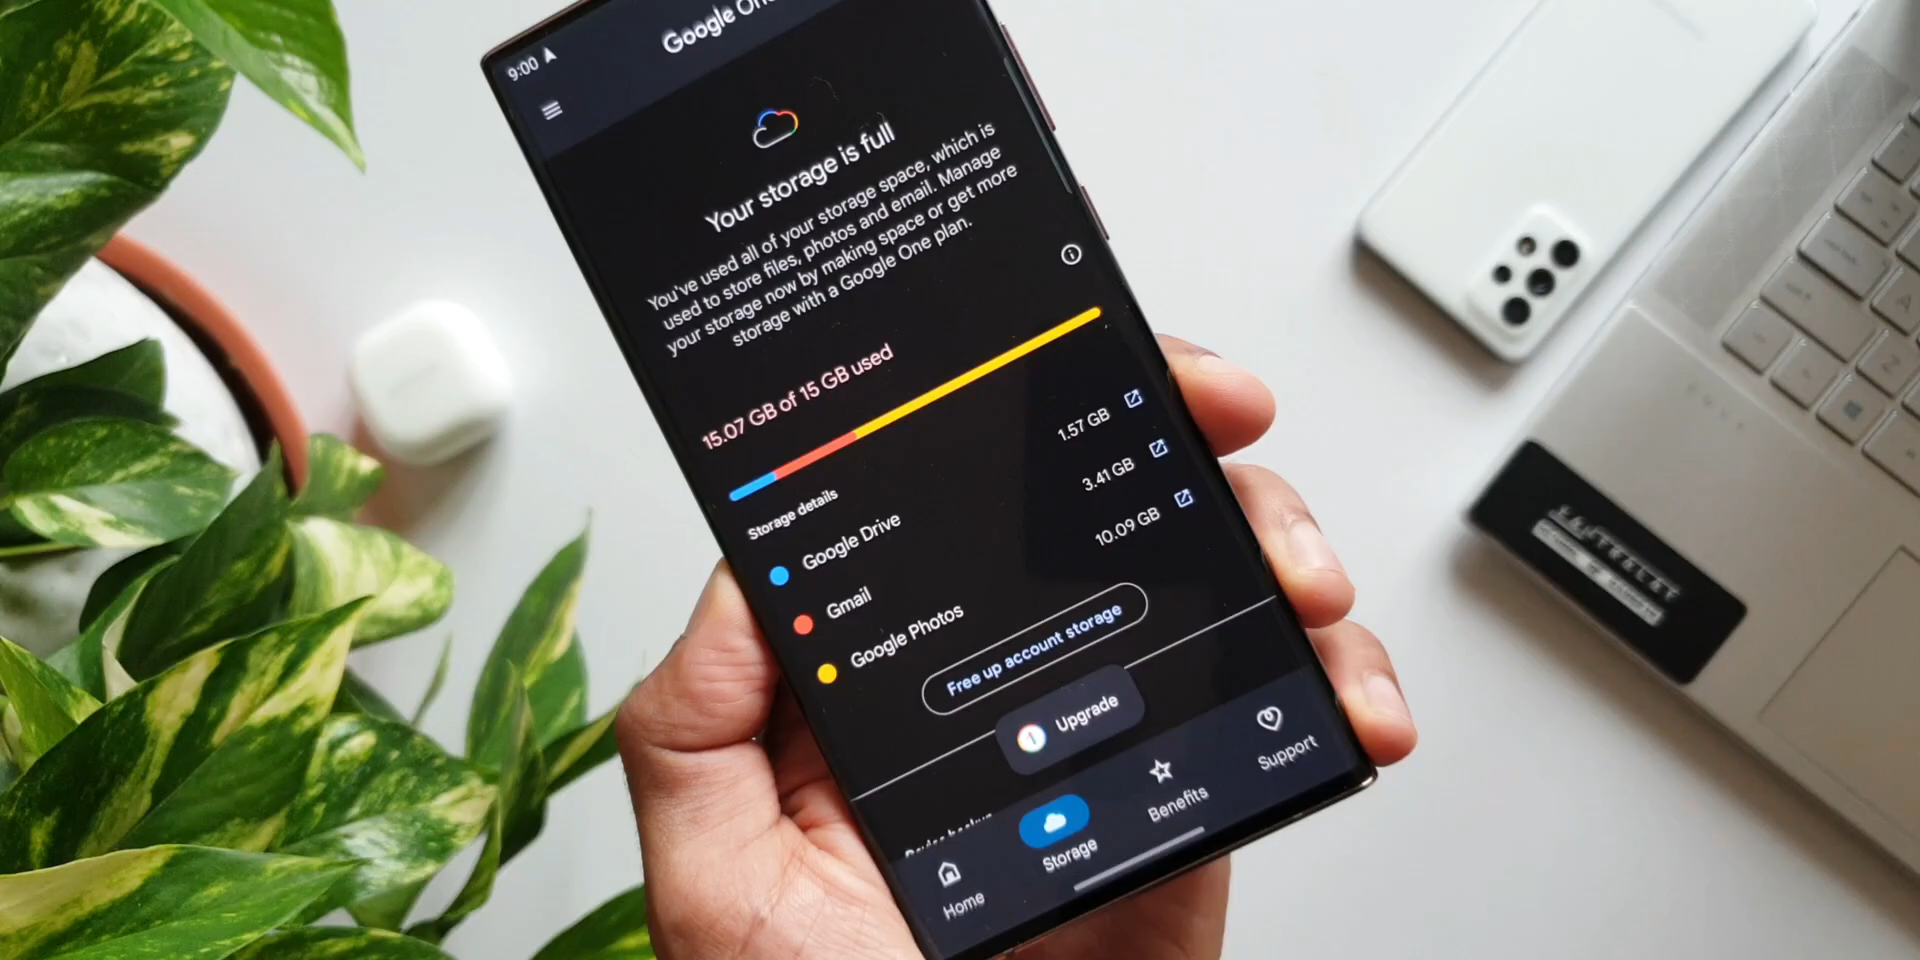 9:00
Google One
Your storage is full
You've used all of your storage space, which is
used to store files, photos and email. Manage
your storage now by making space or get more
storage with a Google One plan.
15.07 GB of 15 GB used
Storage details
Google Drive 1.57 GB
Gmail 3.41 GB
Google Photos 10.09 GB
Free up account storage
Upgrade
Device backup
Home
Storage
Benefits
Support